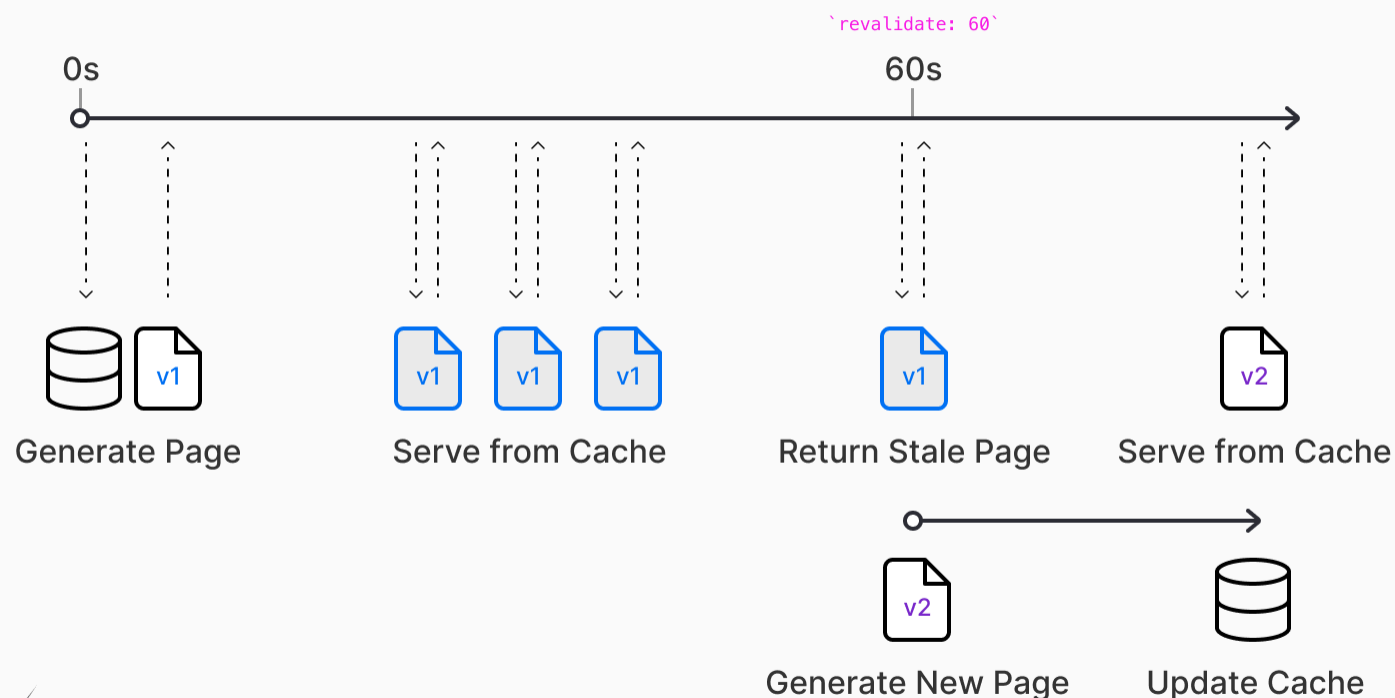 `revalidate: 60`
0s
60s
v1
v1
v1
v1
v1
v2
Generate Page
Serve from Cache
Return Stale Page
Serve from Cache
v2
Generate New Page
Update Cache